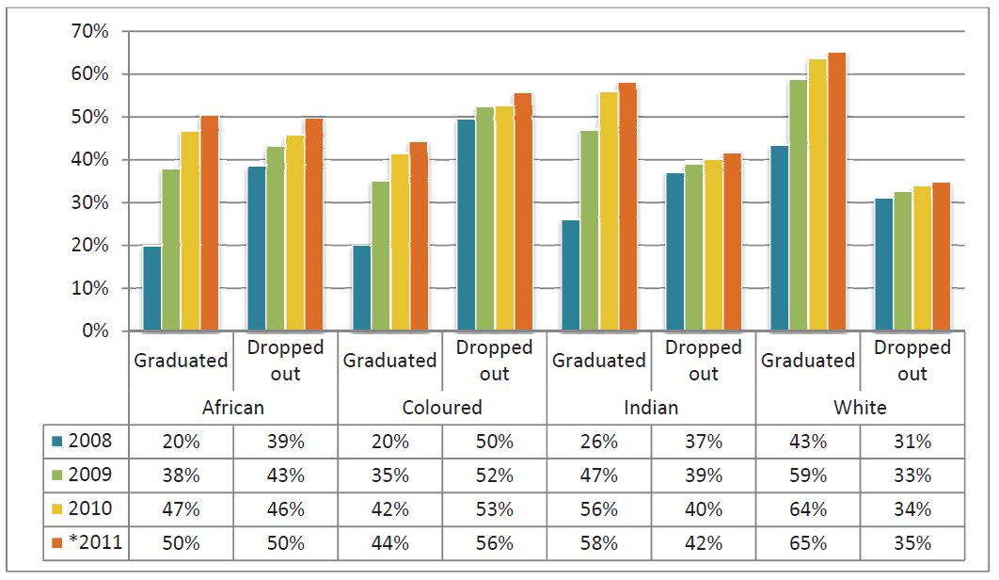 70%
60%
50%
40%
30%
20%
10%
0%
Graduated Dropped out Graduated Dropped out Graduated Dropped out Graduated Dropped out
African Coloured Indian White
2008 20% 39% 20% 50% 26% 37% 43% 31%
2009 38% 43% 35% 52% 47% 39% 59% 33%
2010 47% 46% 42% 53% 56% 40% 64% 34%
*2011 50% 50% 44% 56% 58% 42% 65% 35%